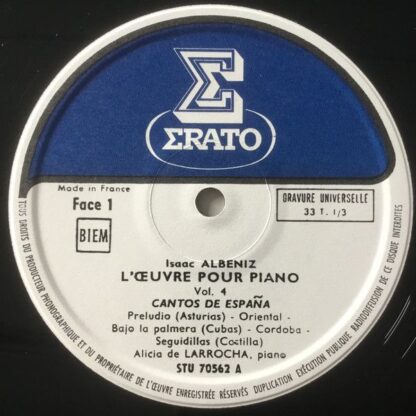 ΣRATO
Made in France
Face 1
BIEM
GRAVURE UNIVERSELLE
33 T. 1/3
Isaac ALBENIZ
L'ŒUVRE POUR PIANO
Vol. 4
CANTOS DE ESPAÑA
Preludio (Asturias) - Oriental -
Bajo la palmera (Cubas) - Cordoba -
Seguidillas (Castilla)
Alicia de LARROCHA, piano
STU 70562 A
TOUS DROITS DU PRODUCTEUR PHONOGRAPHIQUE ET DU PROPRIÉTAIRE DE L'ŒUVRE ENREGISTRÉE RÉSERVÉS DUPLICATION EXÉCUTION PUBLIQUE RADIODIFFUSION DE CE DISQUE INTERDITES